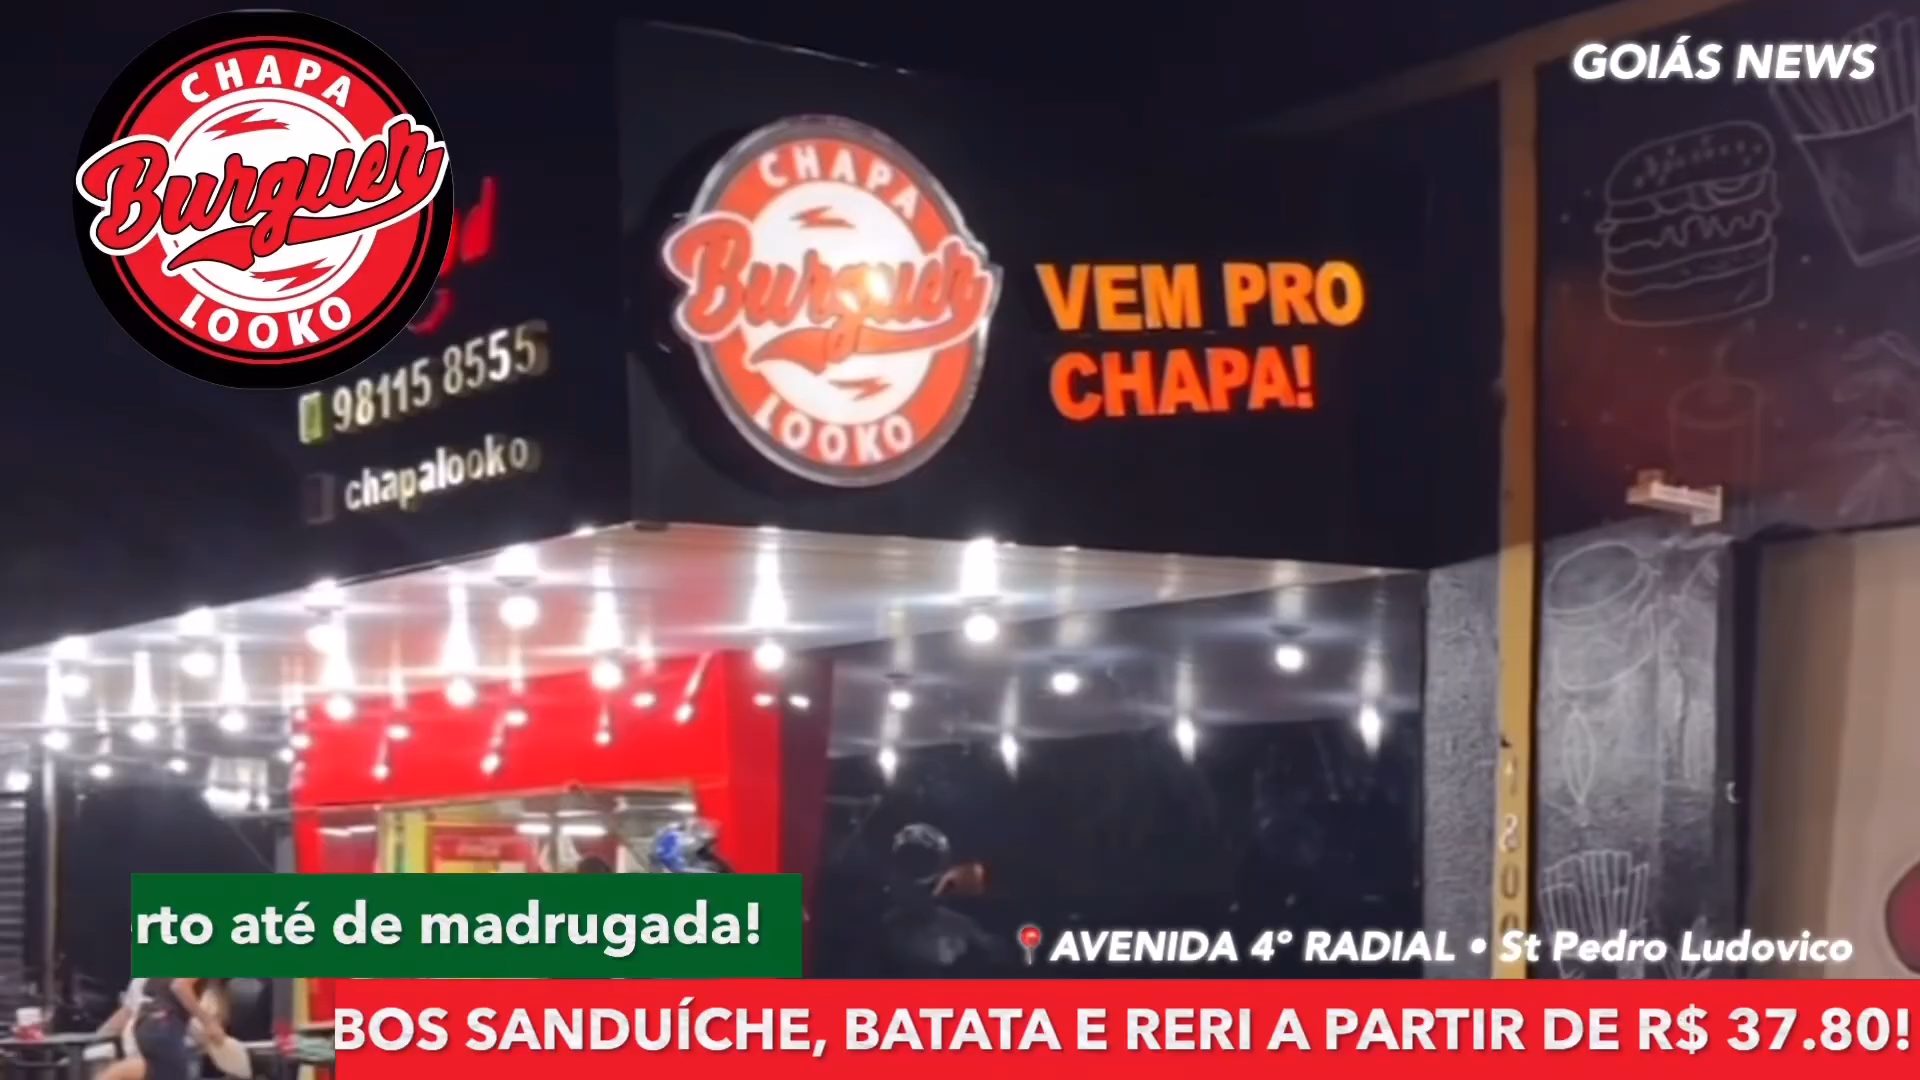 CHAPA
Burguer
LOOKO
GOIÁS NEWS
CHAPA
Burguer
LOOKO
VEM PRO
CHAPA!
98115 8555
chapalooko
rto até de madrugada!
AVENIDA 4º RADIAL • St Pedro Ludovico
BOS SANDUÍCHE, BATATA E RERI A PARTIR DE R$ 37.80!